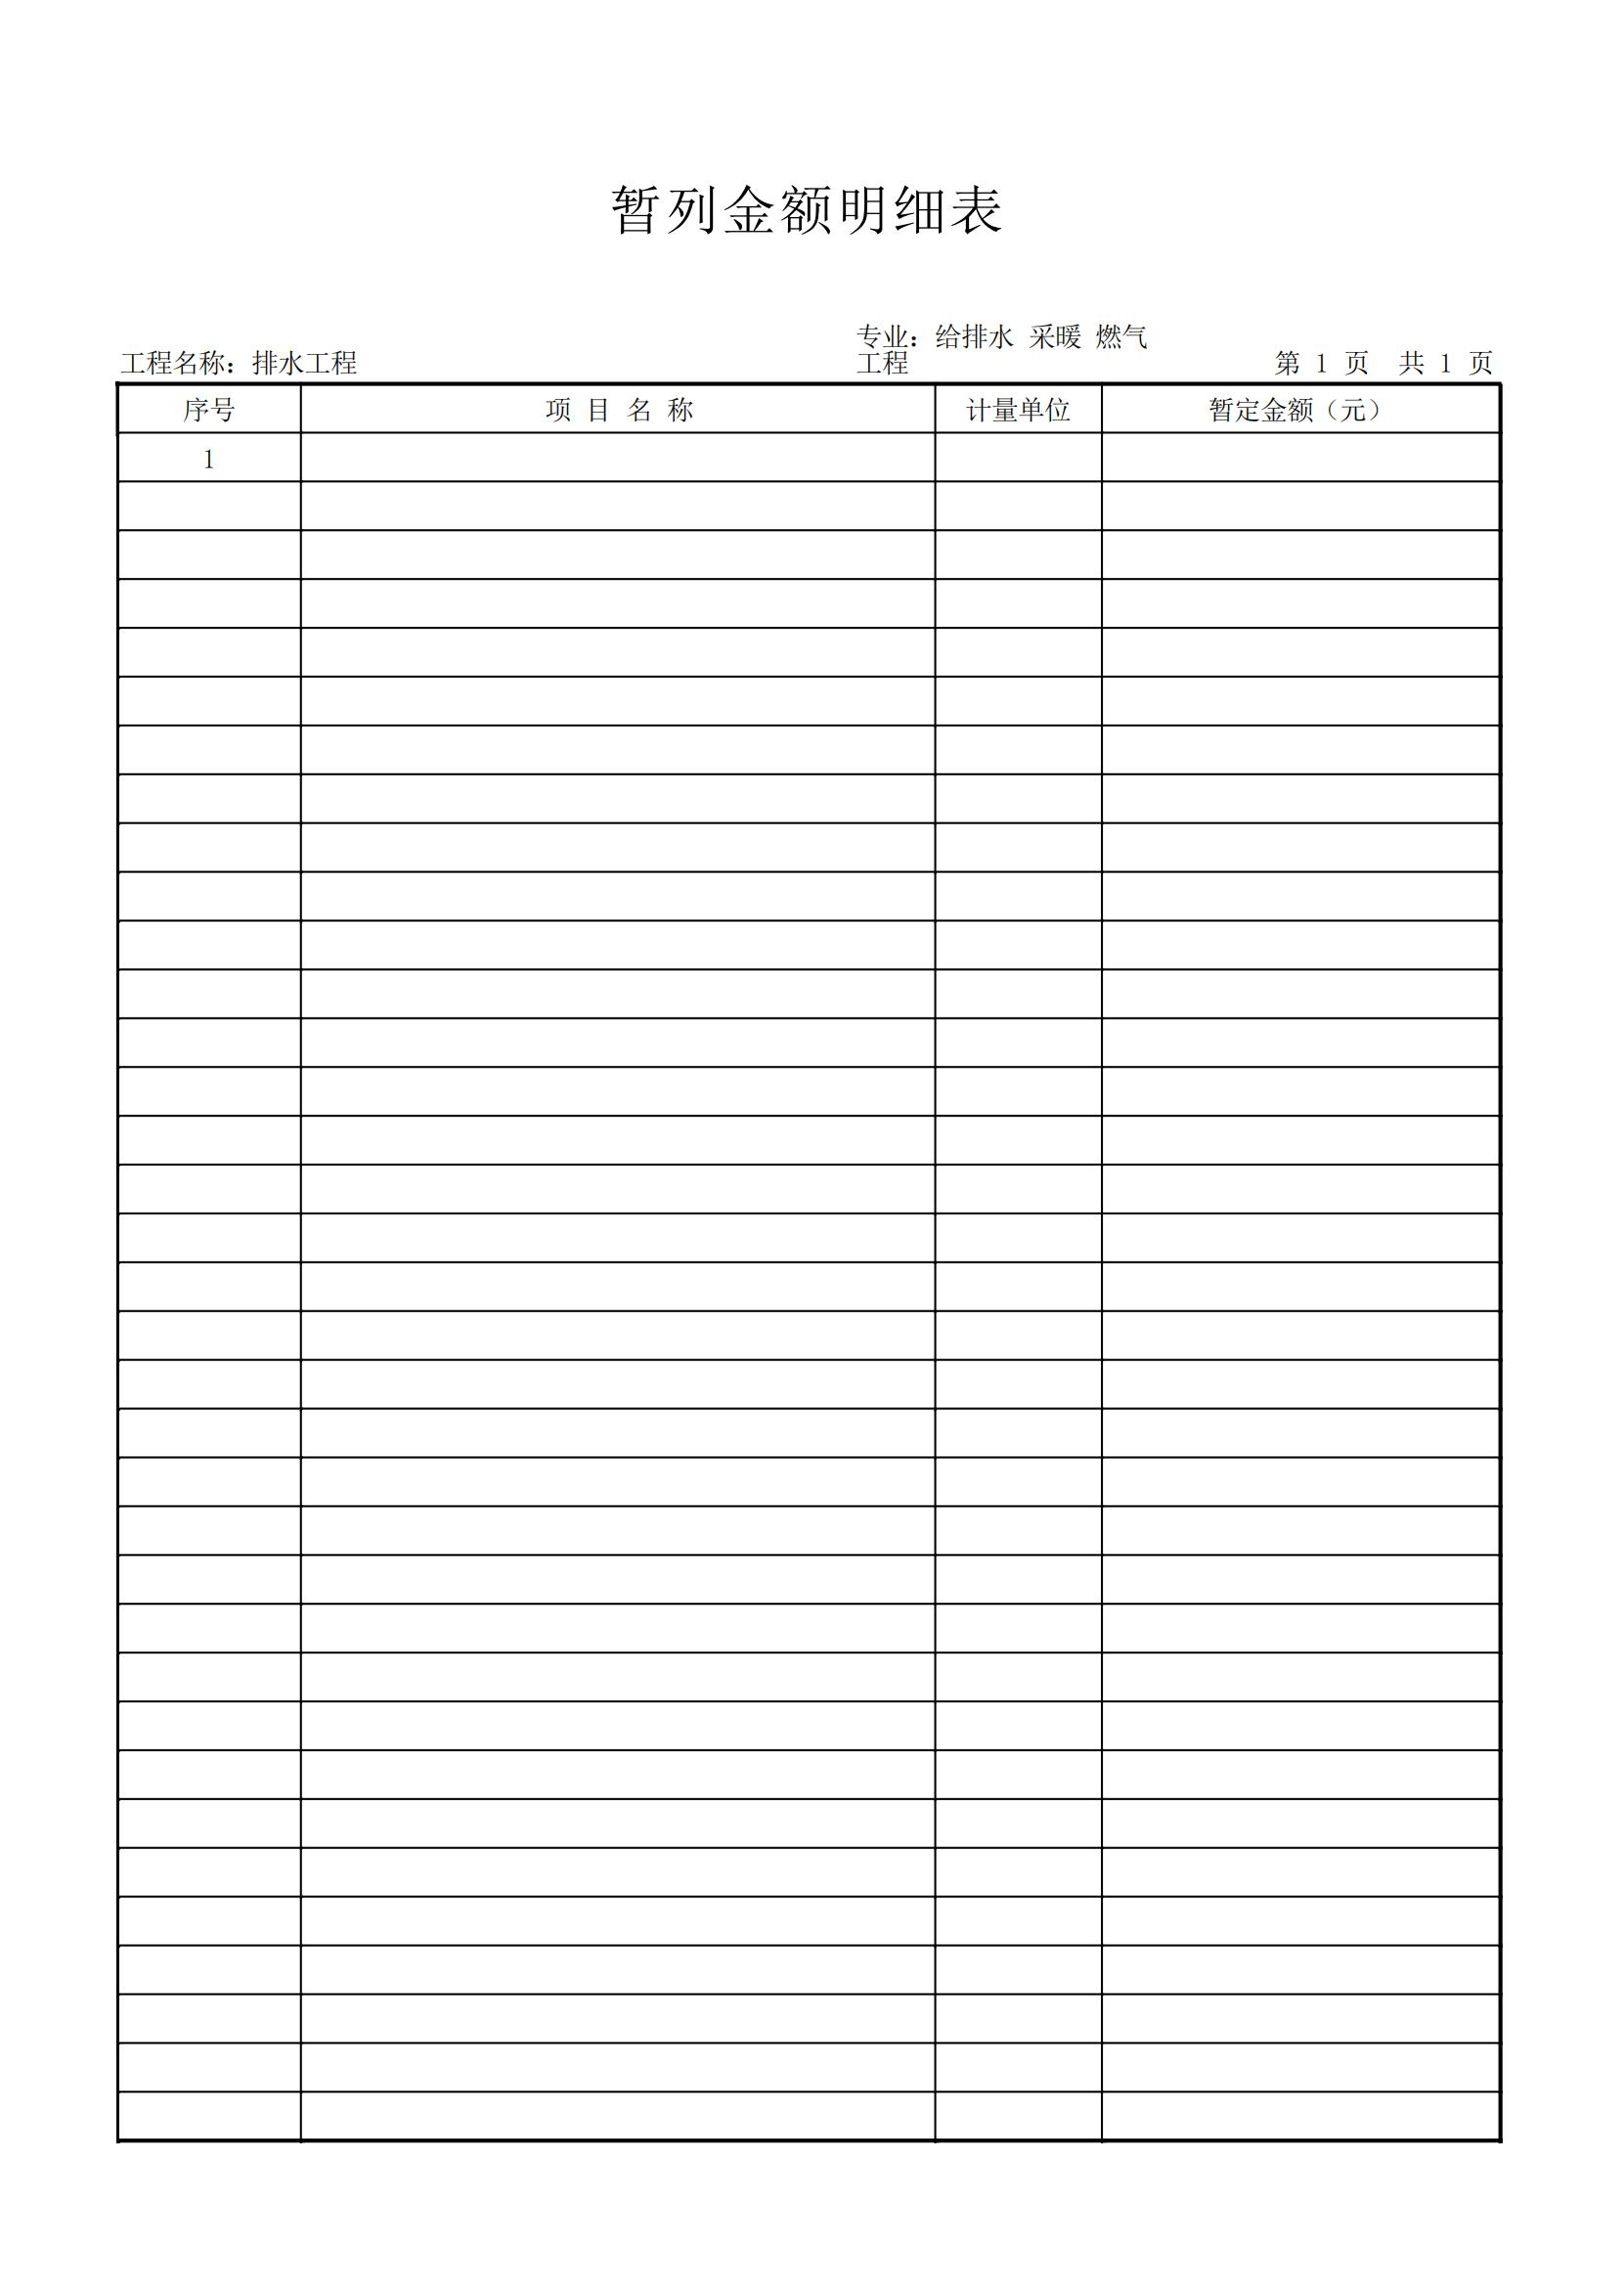 暂列金额明细表
专业：给排水 采暖 燃气
工程名称：排水工程 工程 第 1 页 共 1 页
序号 项 目 名 称 计量单位 暂定金额（元）
1